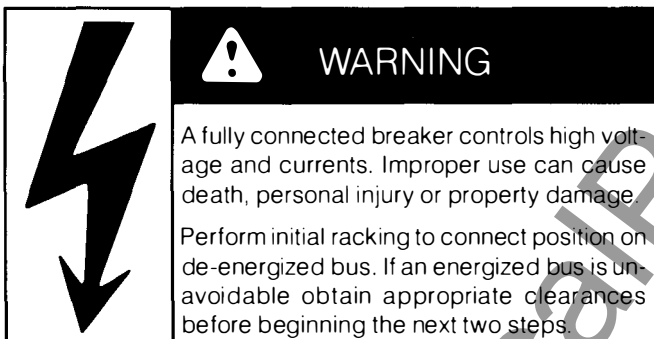 WARNING
A fully connected breaker controls high volt-
age and currents. Improper use can cause
death, personal injury or property damage.
Perform initial racking to connect position on
de-energized bus. If an energized bus is un-
avoidable obtain appropriate clearances
before beginning the next two steps.